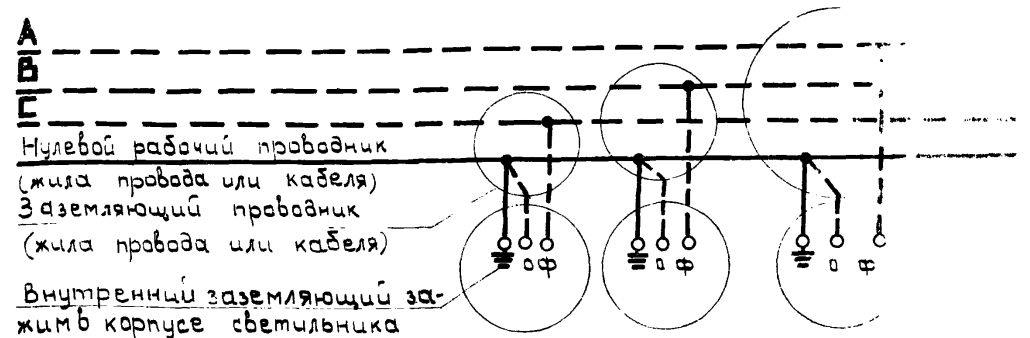 А
В
С
Нулевой рабочий проводник
(жила провода или кабеля)
Заземляющий проводник
(жила провода или кабеля)
Внутренний заземляющий за-
жим в корпусе светильника
о ф
о ф
о ф